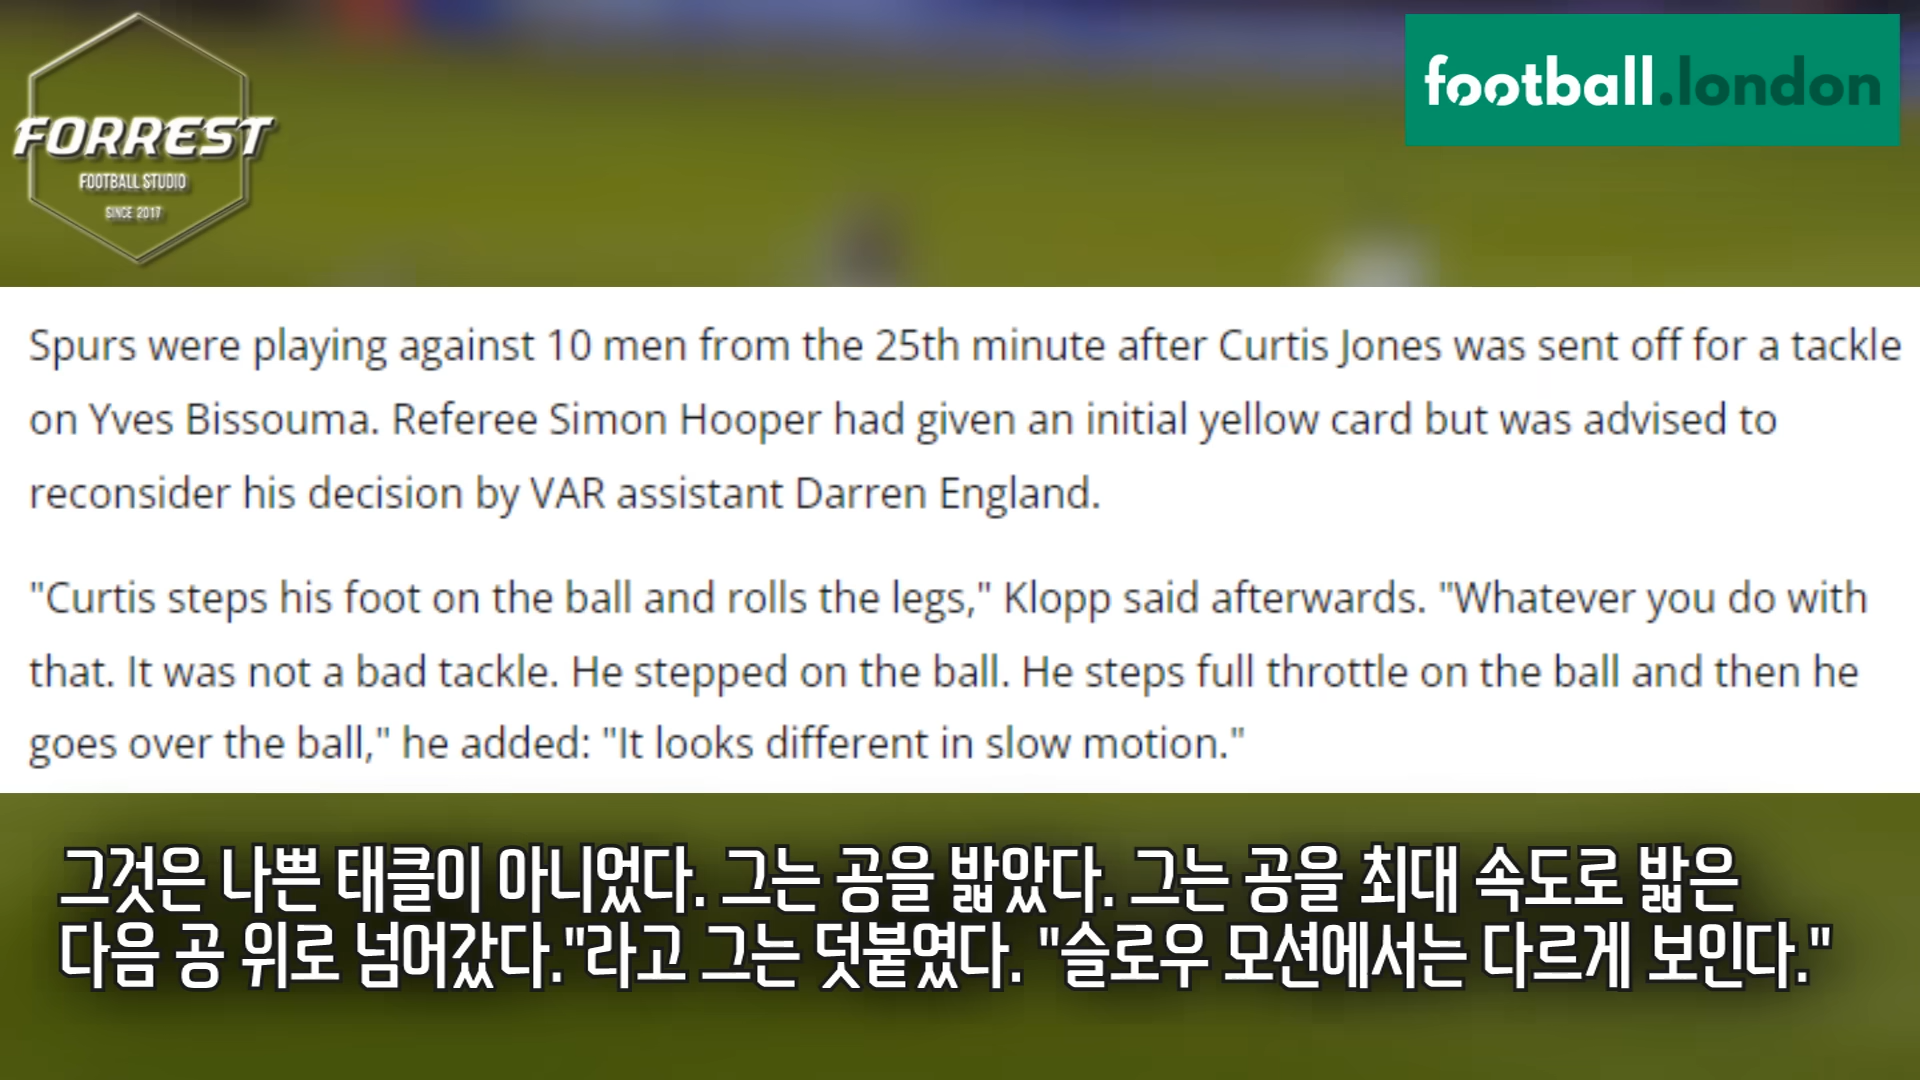 FORREST
FOOTBALL STUDIO
SINCE 2017
football.london
Spurs were playing against 10 men from the 25th minute after Curtis Jones was sent off for a tackle
on Yves Bissouma. Referee Simon Hooper had given an initial yellow card but was advised to
reconsider his decision by VAR assistant Darren England.
"Curtis steps his foot on the ball and rolls the legs," Klopp said afterwards. "Whatever you do with
that. It was not a bad tackle. He stepped on the ball. He steps full throttle on the ball and then he
goes over the ball," he added: "It looks different in slow motion."
그것은 나쁜 태클이 아니었다. 그는 공을 밟았다. 그는 공을 최대 속도로 밟은
다음 공 위로 넘어갔다."라고 그는 덧붙였다. "슬로우 모션에서는 다르게 보인다."